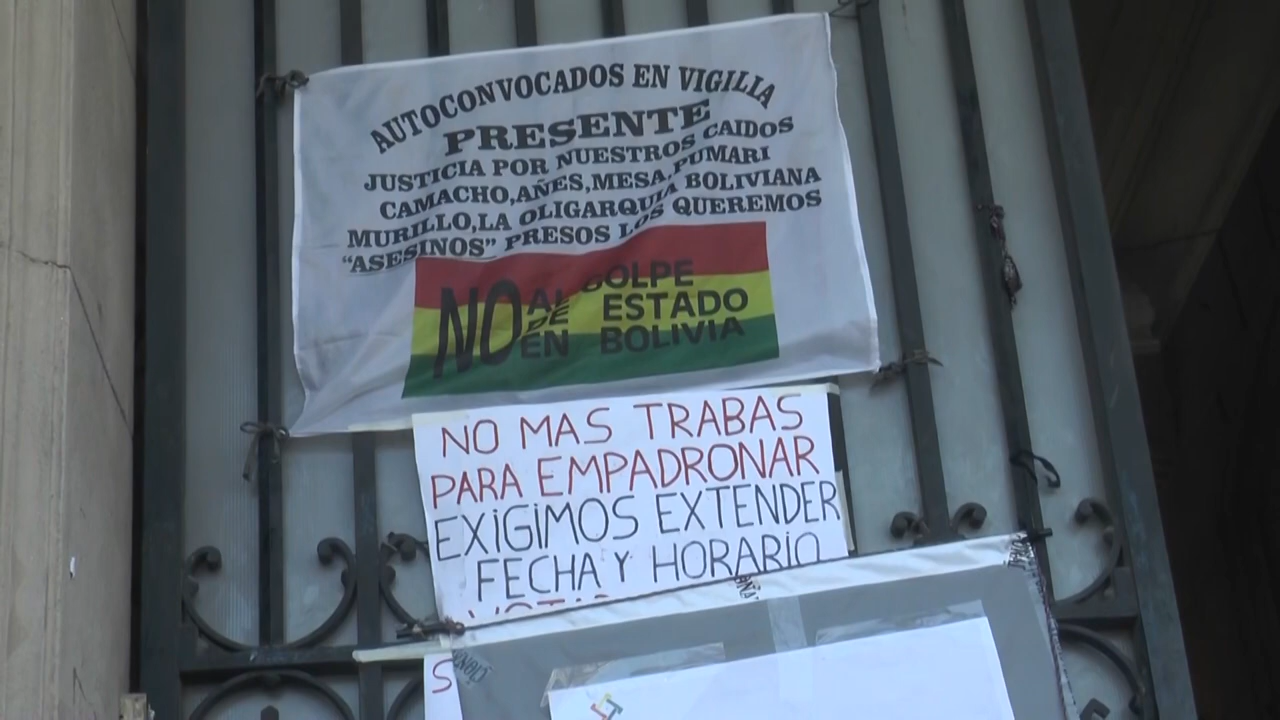 AUTOCONVOCADOS EN VIGILLA
PRESENTE
JUSTICIA POR NUESTROS CAIDOS
CAMACHO,AÑES,MESA,PUMARI
MURILLO,LA OLIGARQUIA BOLIVIANA
"ASESINOS" PRESOS LOS QUEREMOS
NO AL GOLPE
DE ESTADO
EN BOLIVIA
NO MAS TRABAS
PARA EMPADRONAR
EXIGIMOS EXTENDER
FECHA Y HORARIO
S